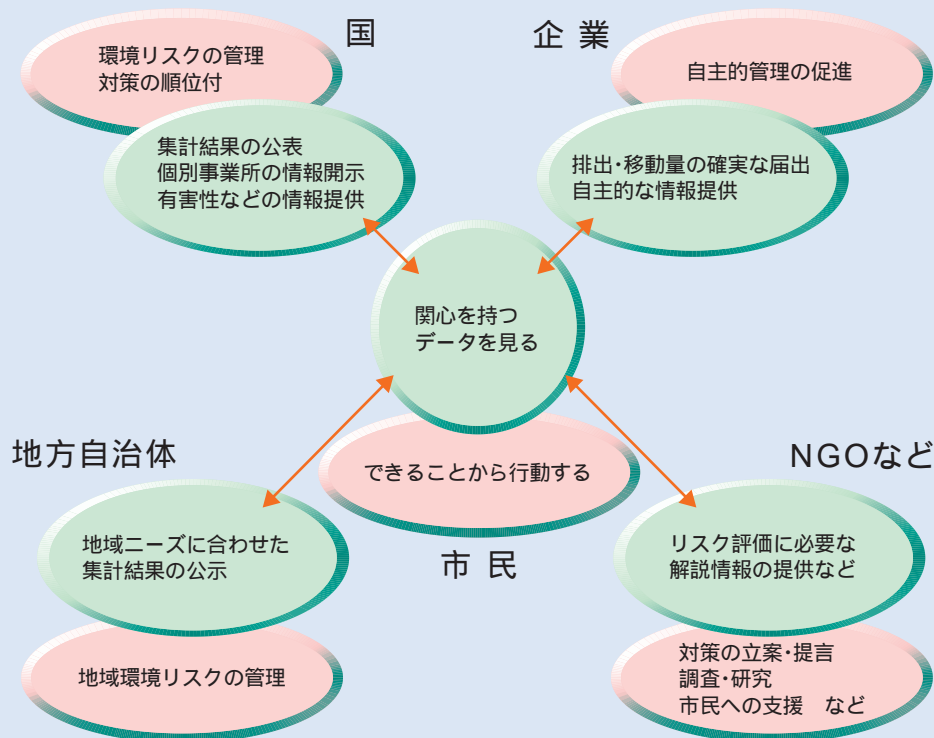 国
環境リスクの管理
対策の順位付
集計結果の公表
個別事業所の情報開示
有害性などの情報提供
企 業
自主的管理の促進
排出・移動量の確実な届出
自主的な情報提供
関心を持つ
データを見る
できることから行動する
市 民
地方自治体
地域ニーズに合わせた
集計結果の公示
地域環境リスクの管理
NGOなど
リスク評価に必要な
解説情報の提供など
対策の立案・提言
調査・研究
市民への支援　など